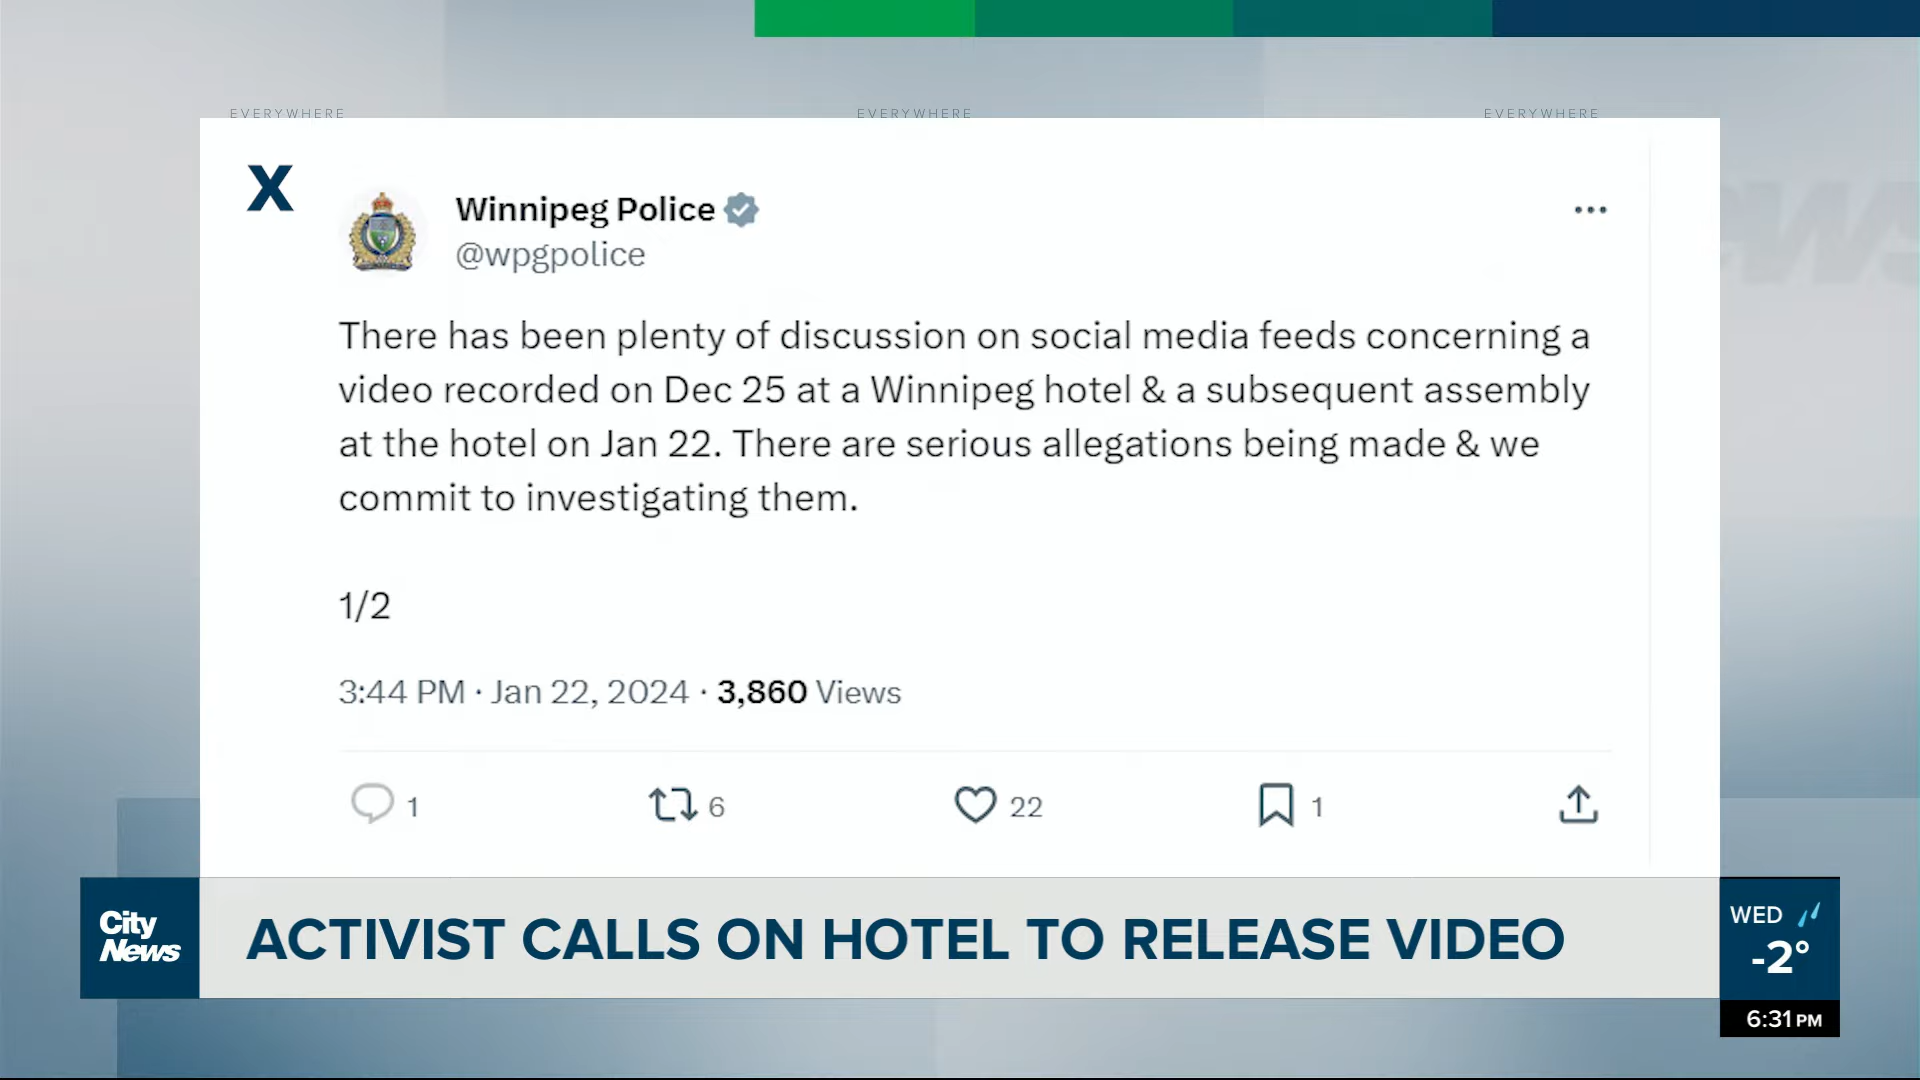 EVERYWHERE EVERYWHERE EVERYWHERE
X
Winnipeg Police
@wpgpolice
There has been plenty of discussion on social media feeds concerning a
video recorded on Dec 25 at a Winnipeg hotel & a subsequent assembly
at the hotel on Jan 22. There are serious allegations being made & we
commit to investigating them.
1/2
3:44 PM · Jan 22, 2024 · 3,860 Views
1 6 22 1
City
News
ACTIVIST CALLS ON HOTEL TO RELEASE VIDEO
WED
-2°
6:31 PM